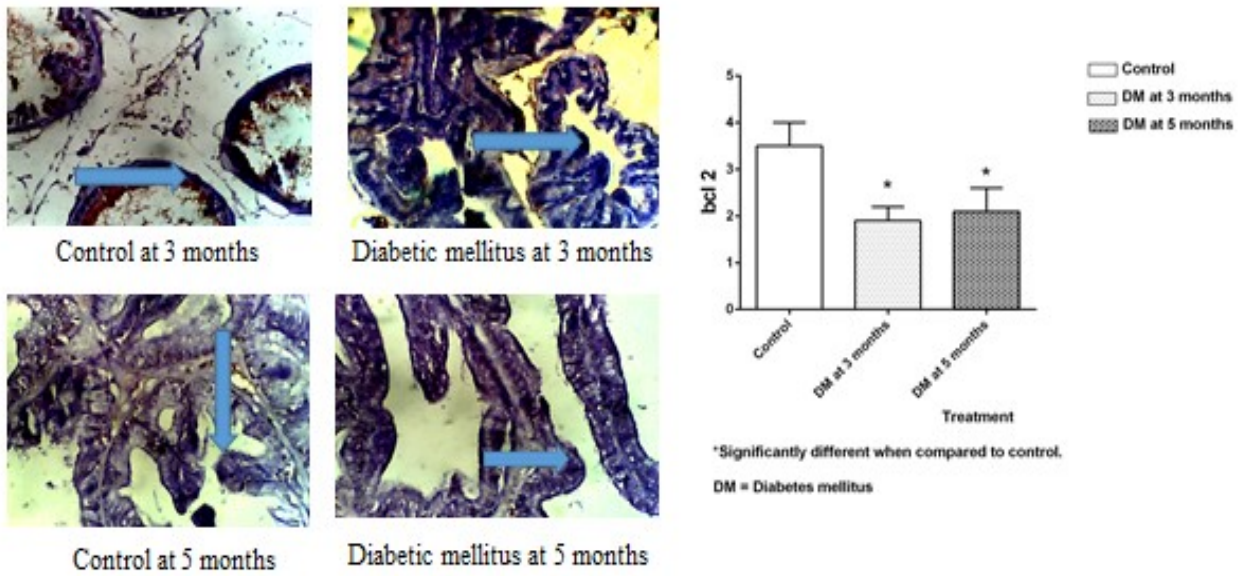 Control at 3 months
Diabetic mellitus at 3 months
Control at 5 months
Diabetic mellitus at 5 months
Control
DM at 3 months
DM at 5 months
bcl 2
5
4
3
2
1
0
*
*
Control
DM at 3 months
DM at 5 months
Treatment
*Significantly different when compared to control.
DM = Diabetes mellitus